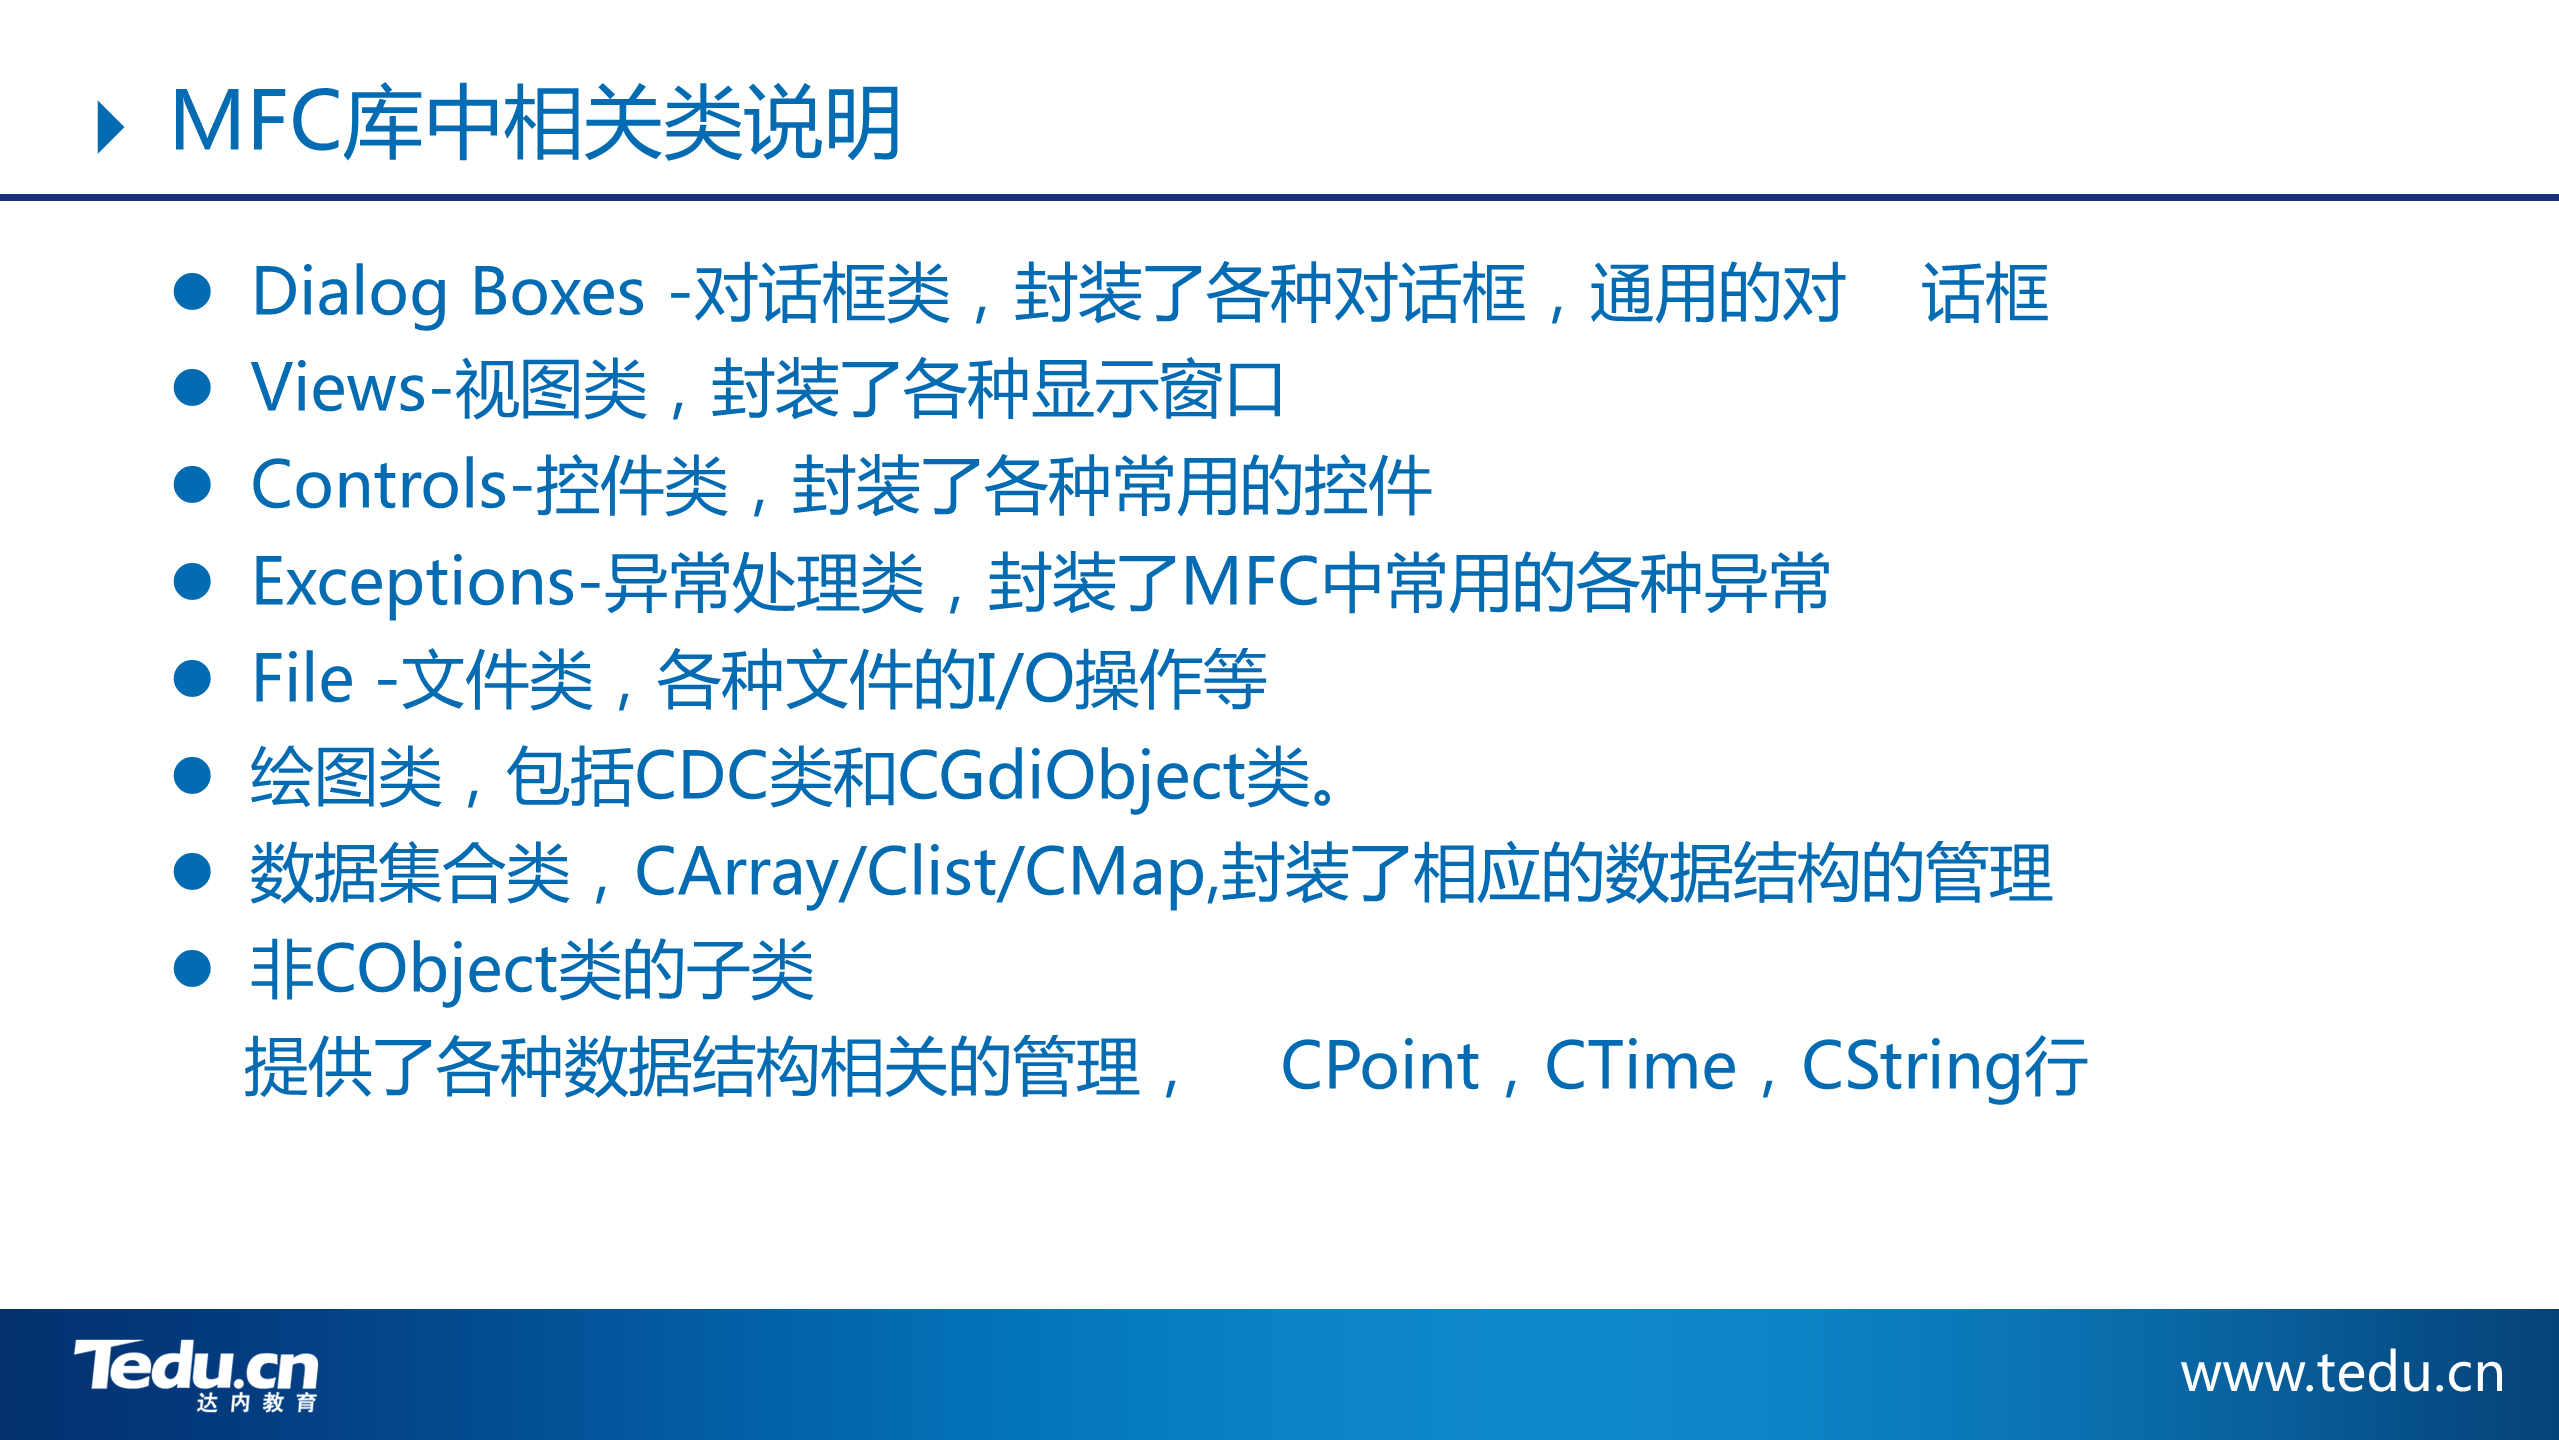 MFC库中相关类说明
Dialog Boxes -对话框类，封装了各种对话框，通用的对 话框
Views-视图类，封装了各种显示窗口
Controls-控件类，封装了各种常用的控件
Exceptions-异常处理类，封装了MFC中常用的各种异常
File -文件类，各种文件的I/O操作等
绘图类，包括CDC类和CGdiObject类。
数据集合类，CArray/Clist/CMap,封装了相应的数据结构的管理
非CObject类的子类
提供了各种数据结构相关的管理， CPoint，CTime，CString行
Tedu.cn
达内教育
www.tedu.cn